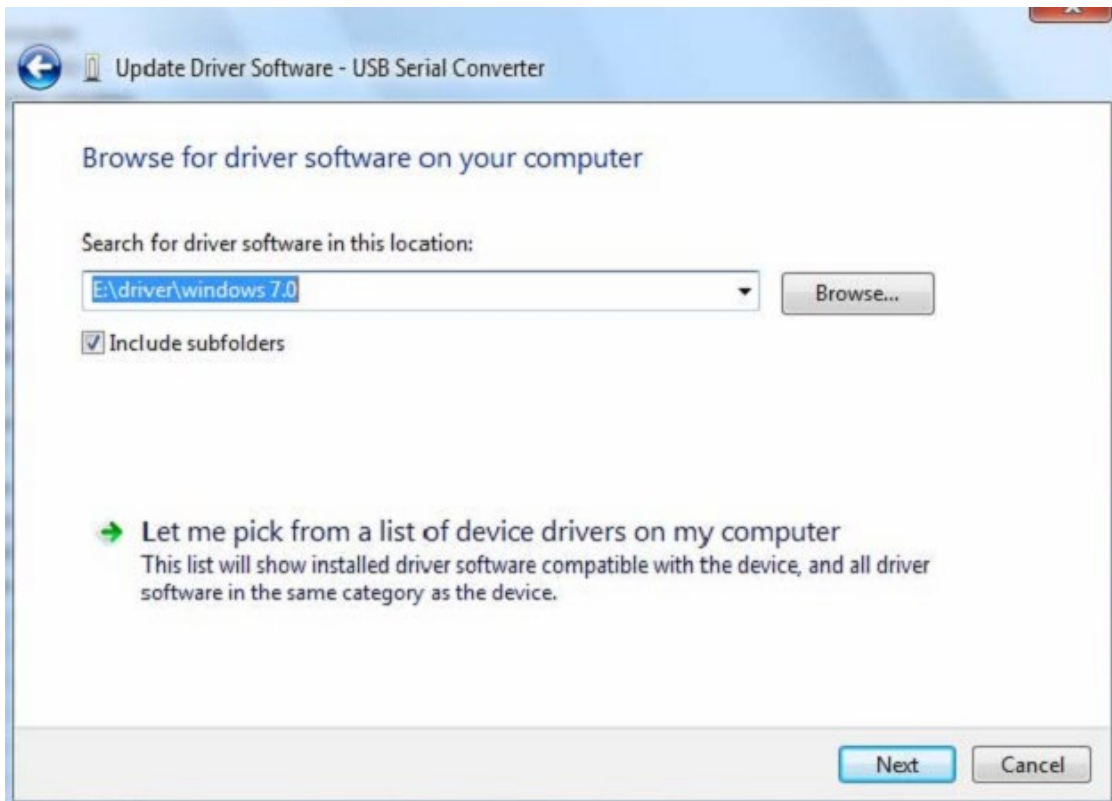 Update Driver Software - USB Serial Converter
Browse for driver software on your computer
Search for driver software in this location:
E:\driver\windows 7.0
Browse...
Include subfolders
Let me pick from a list of device drivers on my computer
This list will show installed driver software compatible with the device, and all driver
software in the same category as the device.
Next
Cancel